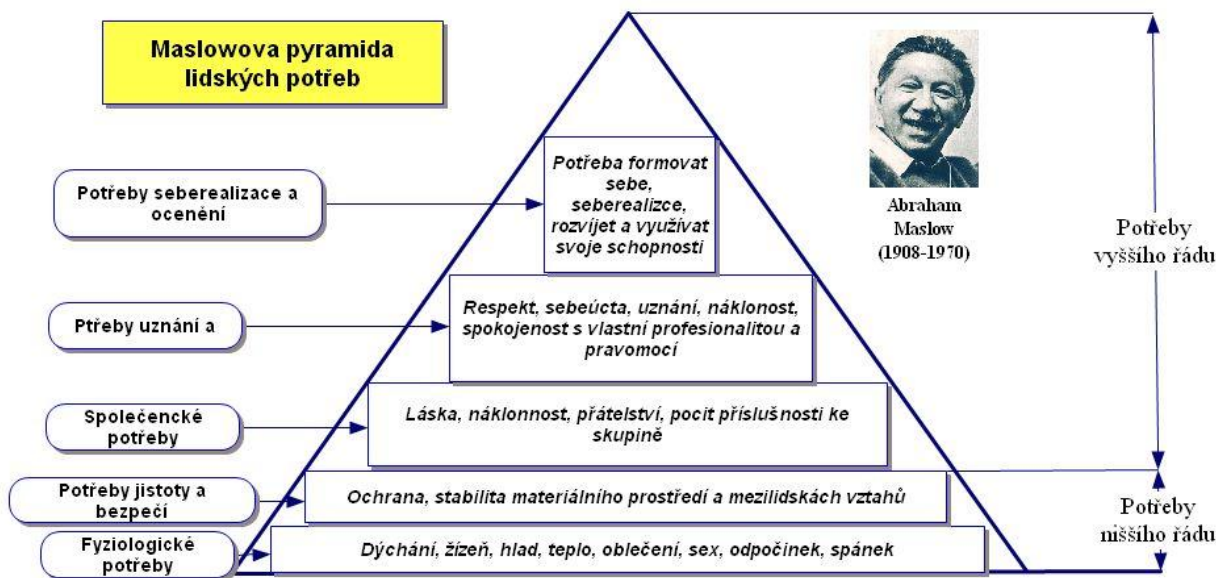 Maslowova pyramida
lidských potřeb
Potřeby seberealizace a
ocenění
Potřeba formovat
sebe,
seberealizce,
rozvíjet a využívat
svoje schopnosti
Abraham
Maslow
(1908-1970)
Potřeby
vyššího řádu
Ptřeby uznání a
Respekt, sebeúcta, uznání, náklonost,
spokojenost s vlastní profesionalitou a
pravomocí
Společencké
potřeby
Láska, náklonnost, přátelství, pocit příslušnosti ke
skupině
Potřeby jistoty a
bezpečí
Ochrana, stabilita materiálního prostředí a mezilidskách vztahů
Potřeby
niššího řádu
Fyziologické
potřeby
Dýchání, žízeň, hlad, teplo, oblečení, sex, odpočinek, spánek